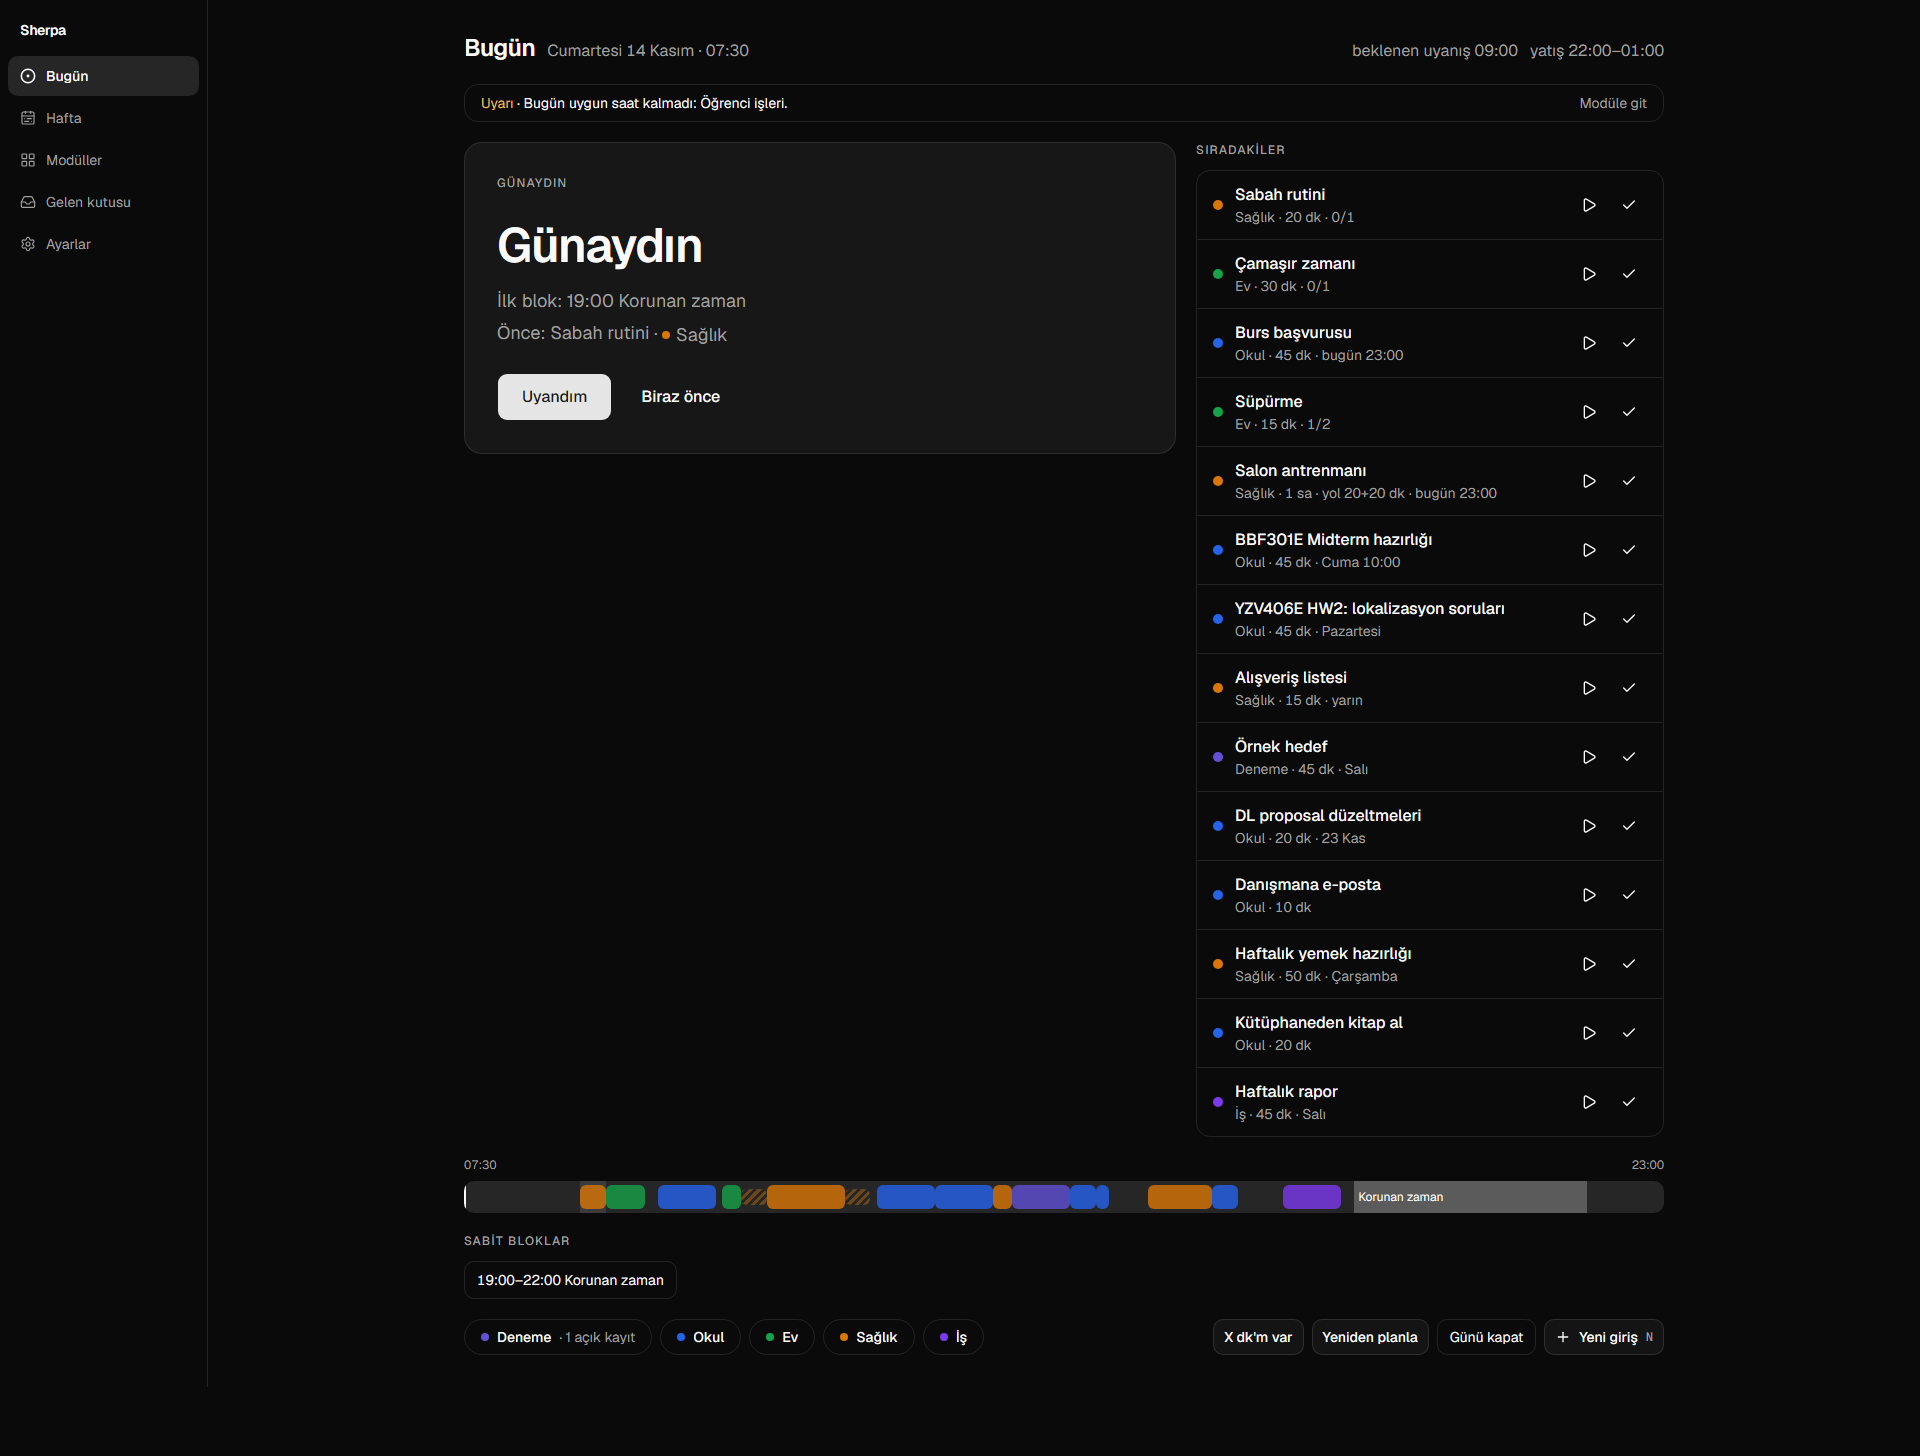 Sherpa
Bugün
Hafta
Modüller
Gelen kutusu
Ayarlar
Bugün Cumartesi 14 Kasım · 07:30
beklenen uyanış 09:00 yatış 22:00–01:00
Uyarı · Bugün uygun saat kalmadı: Öğrenci işleri.
Modüle git
GÜNAYDIN
Günaydın
İlk blok: 19:00 Korunan zaman
Önce: Sabah rutini · Sağlık
Uyandım
Biraz önce
SIRADAKİLER
Sabah rutini
Sağlık · 20 dk · 0/1
Çamaşır zamanı
Ev · 30 dk · 0/1
Burs başvurusu
Okul · 45 dk · bugün 23:00
Süpürme
Ev · 15 dk · 1/2
Salon antrenmanı
Sağlık · 1 sa · yol 20+20 dk · bugün 23:00
BBF301E Midterm hazırlığı
Okul · 45 dk · Cuma 10:00
YZV406E HW2: lokalizasyon soruları
Okul · 45 dk · Pazartesi
Alışveriş listesi
Sağlık · 15 dk · yarın
Örnek hedef
Deneme · 45 dk · Salı
DL proposal düzeltmeleri
Okul · 20 dk · 23 Kas
Danışmana e-posta
Okul · 10 dk
Haftalık yemek hazırlığı
Sağlık · 50 dk · Çarşamba
Kütüphaneden kitap al
Okul · 20 dk
Haftalık rapor
İş · 45 dk · Salı
07:30
23:00
Korunan zaman
SABİT BLOKLAR
19:00–22:00 Korunan zaman
Deneme · 1 açık kayıt
Okul
Ev
Sağlık
İş
X dk'm var
Yeniden planla
Günü kapat
+ Yeni giriş N